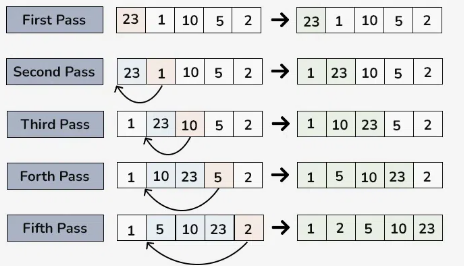 First Pass 23 1 10 5 2 → 23 1 10 5 2
Second Pass 23 1 10 5 2 → 1 23 10 5 2
Third Pass 1 23 10 5 2 → 1 10 23 5 2
Forth Pass 1 10 23 5 2 → 1 5 10 23 2
Fifth Pass 1 5 10 23 2 → 1 2 5 10 23